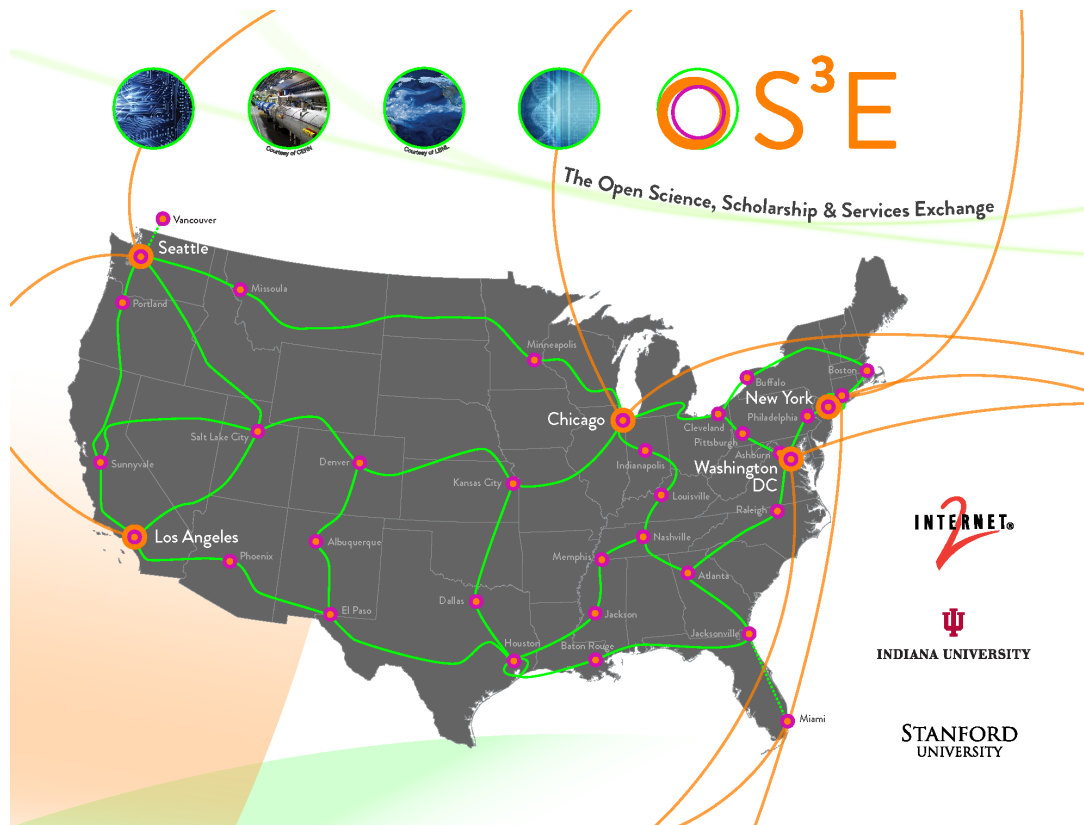 Courtesy of CERN
Courtesy of LBNL
S³E
The Open Science, Scholarship & Services Exchange
Vancouver
Seattle
Portland
Missoula
Minneapolis
Chicago
Buffalo
Boston
New York
Cleveland
Philadelphia
Pittsburgh
Ashburn
Washington
DC
Salt Lake City
Sunnyvale
Denver
Kansas City
Indianapolis
Louisville
Raleigh
Los Angeles
Phoenix
Albuquerque
Nashville
Memphis
Atlanta
El Paso
Dallas
Jackson
Houston
Baton Rouge
Jacksonville
Miami
INTERNET®
2
INDIANA UNIVERSITY
STANFORD
UNIVERSITY